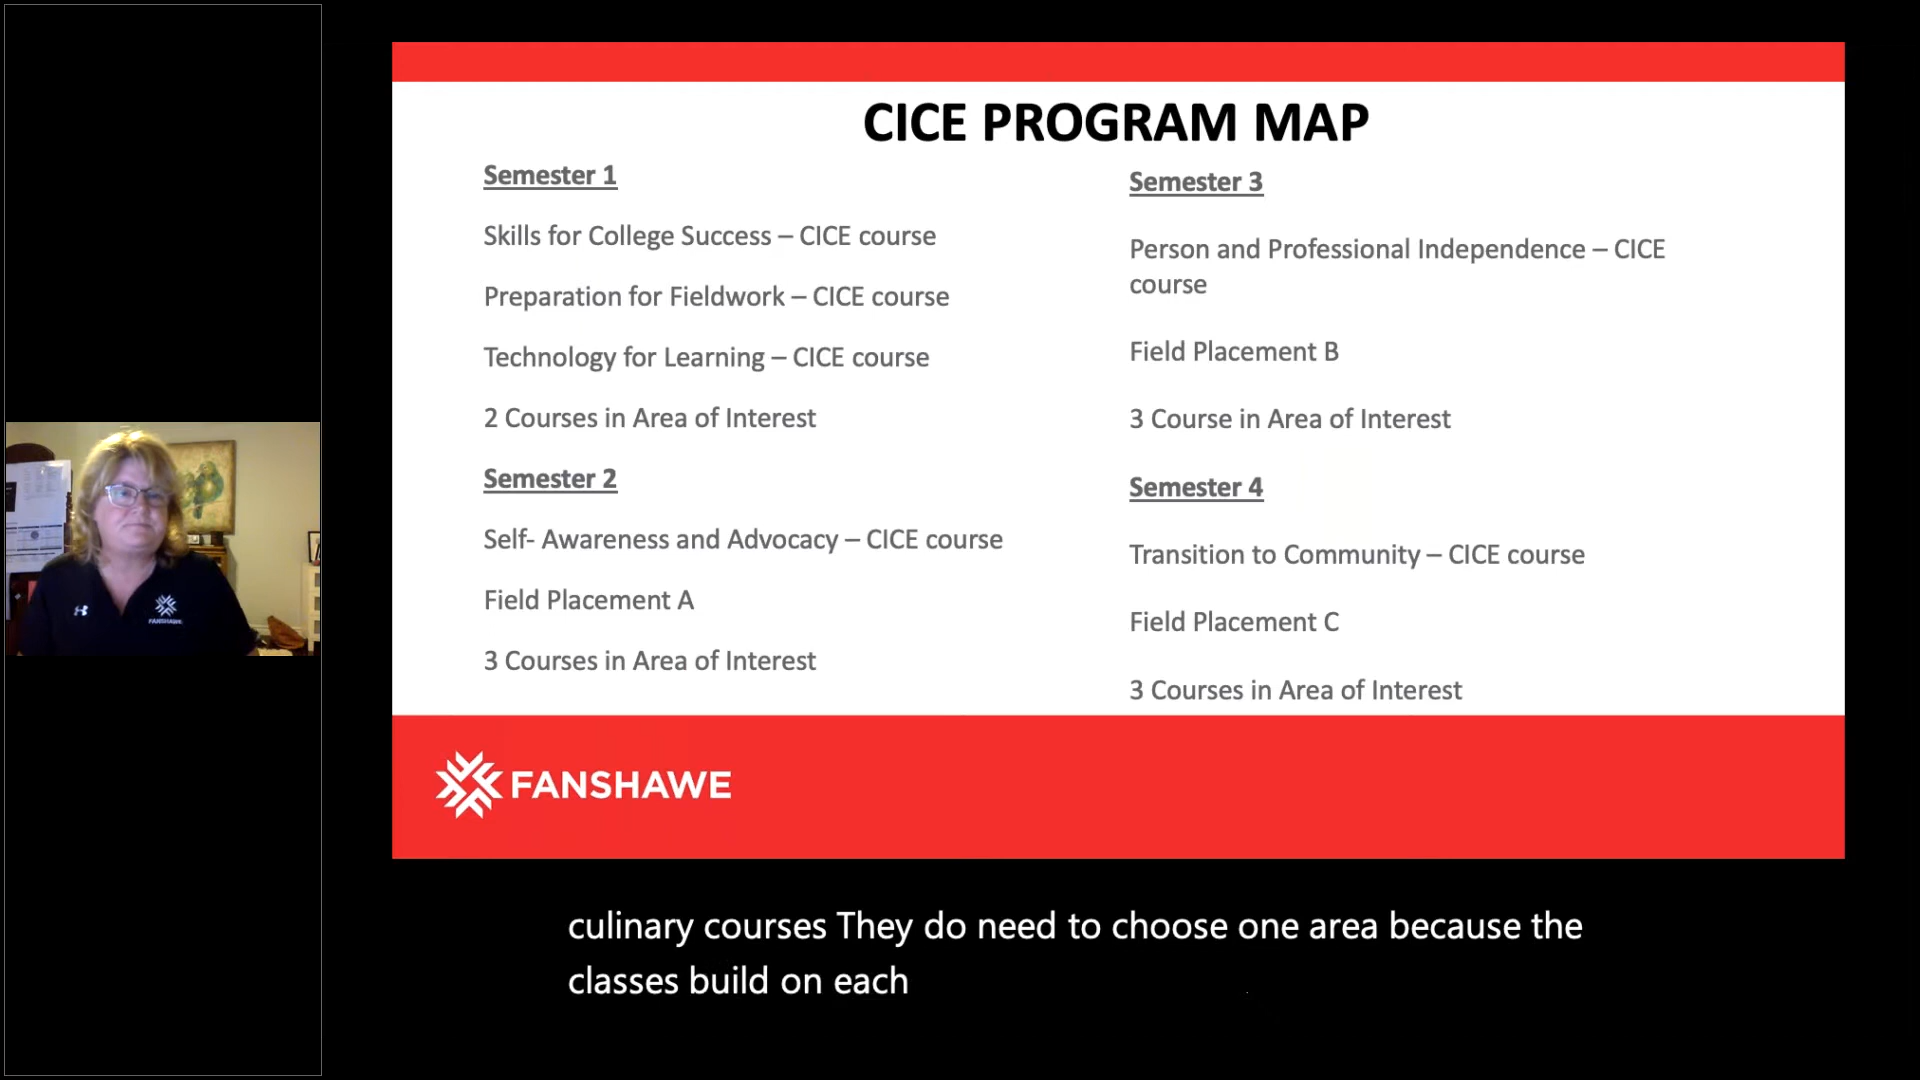 CICE PROGRAM MAP
Semester 1
Skills for College Success – CICE course
Preparation for Fieldwork – CICE course
Technology for Learning – CICE course
2 Courses in Area of Interest
Semester 2
Self- Awareness and Advocacy – CICE course
Field Placement A
3 Courses in Area of Interest
Semester 3
Person and Professional Independence – CICE
course
Field Placement B
3 Course in Area of Interest
Semester 4
Transition to Community – CICE course
Field Placement C
3 Courses in Area of Interest
FANSHAWE
FANSHAWE
culinary courses They do need to choose one area because the
classes build on each